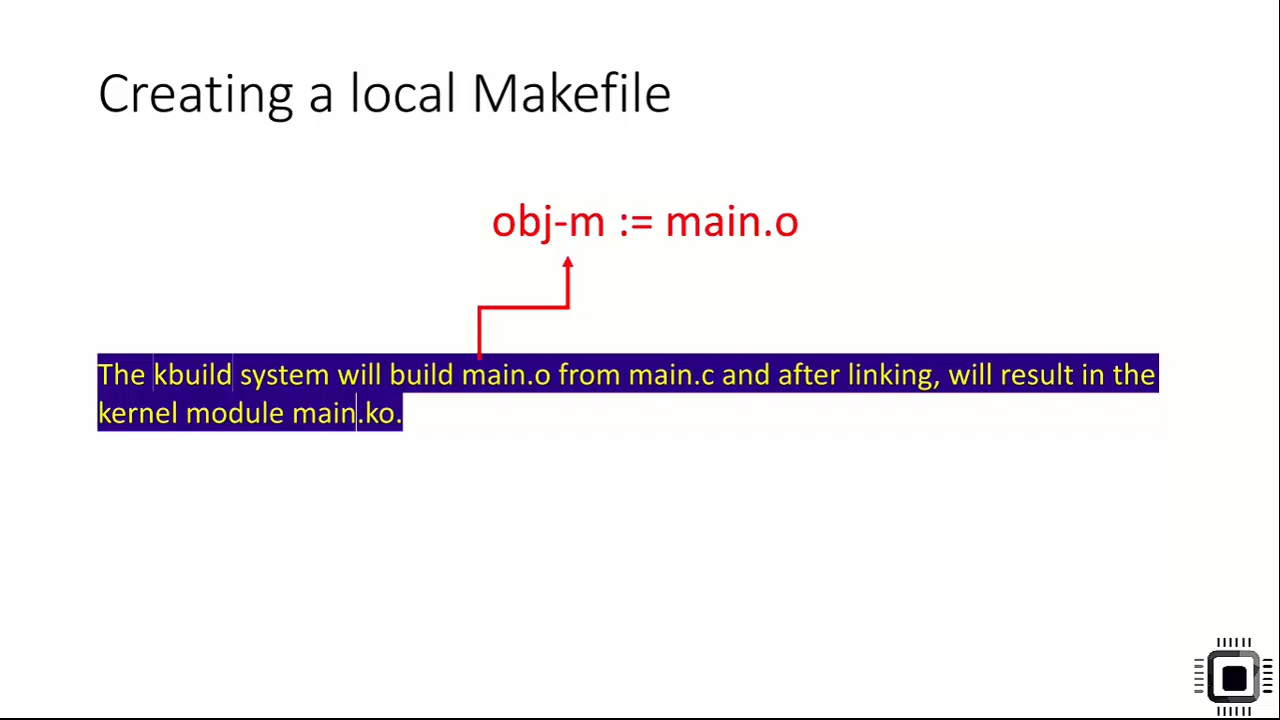 Creating a local Makefile
obj-m := main.o
The kbuild system will build main.o from main.c and after linking, will result in the
kernel module main.ko.